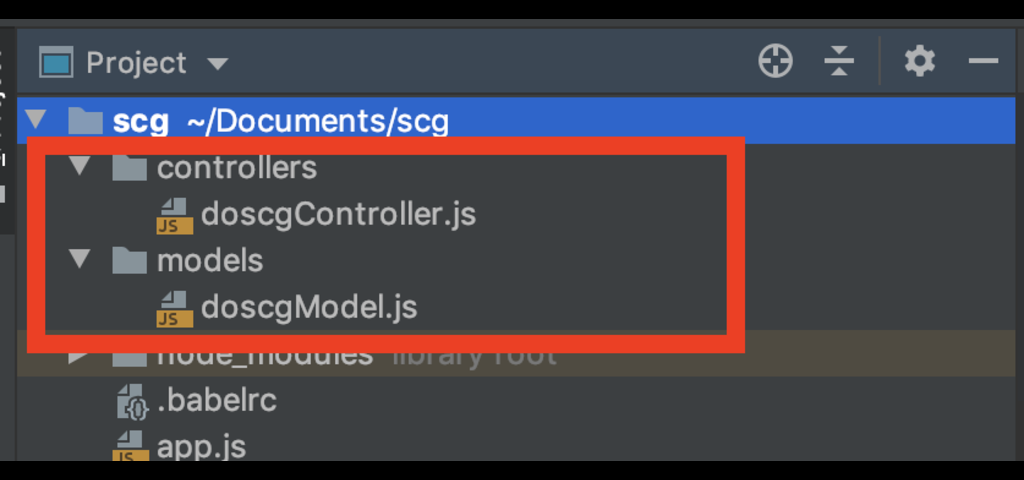 Project
scg ~/Documents/scg
controllers
JS doscgController.js
models
JS doscgModel.js
node_modules library root
.babelrc
JS app.js